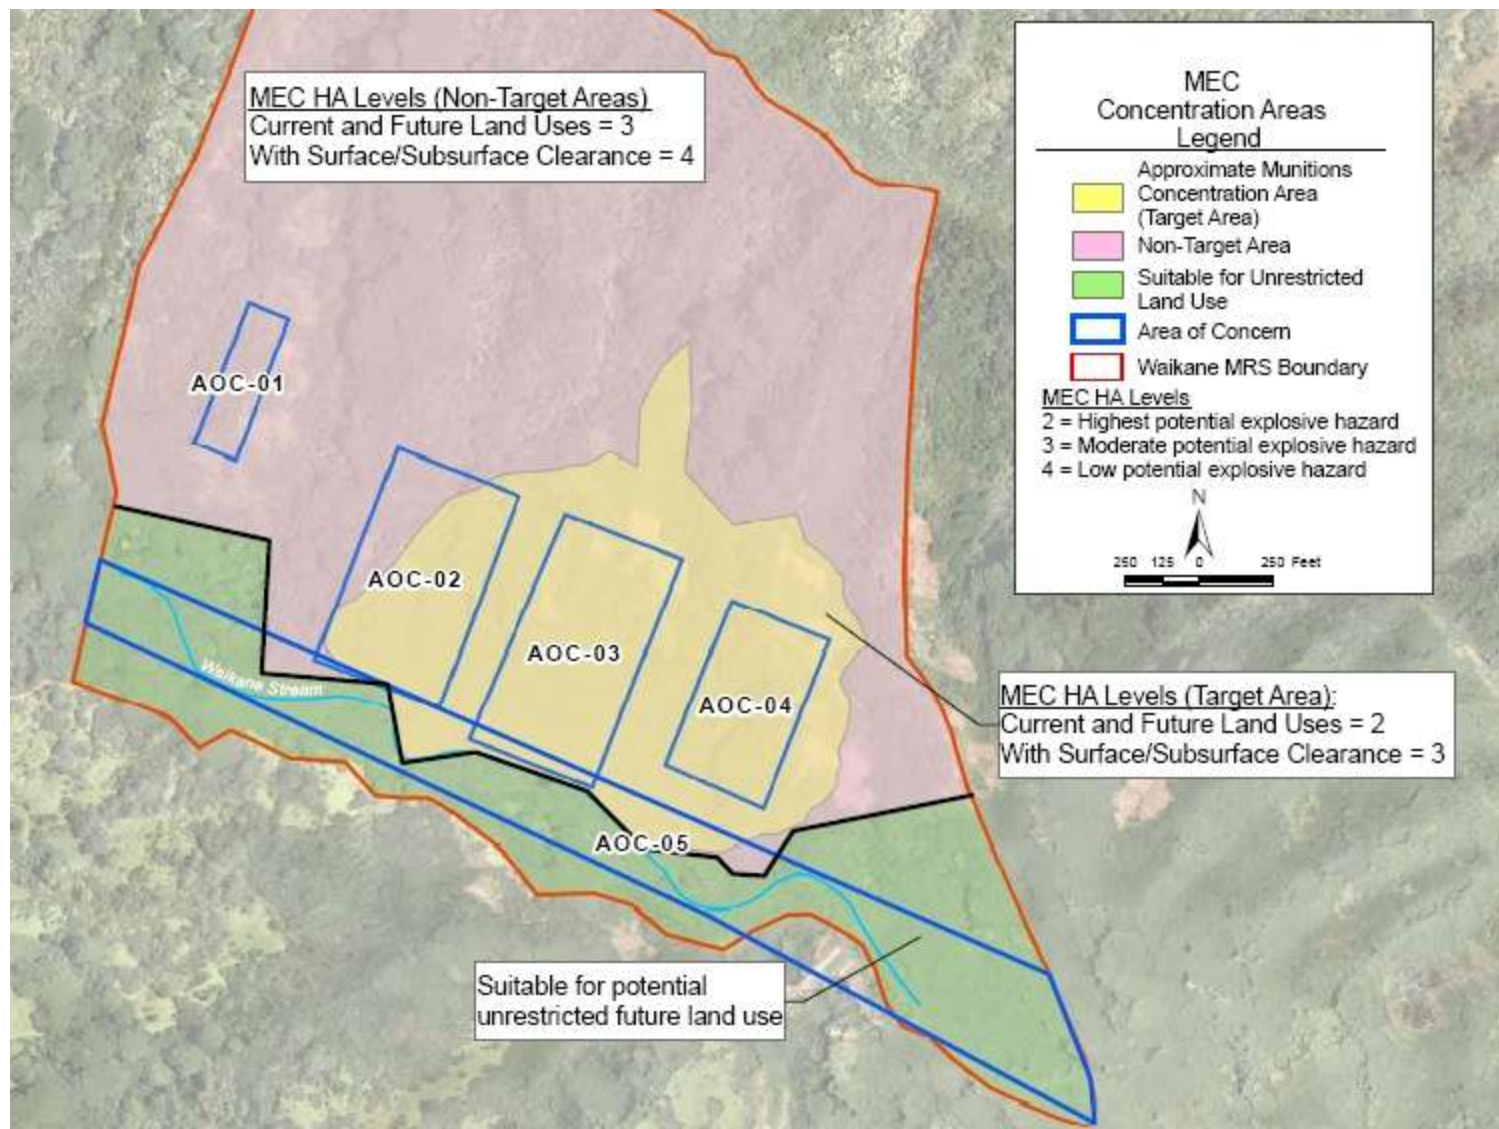 MEC HA Levels (Non-Target Areas)
Current and Future Land Uses = 3
With Surface/Subsurface Clearance = 4
MEC
Concentration Areas
Legend
Approximate Munitions
Concentration Area
(Target Area)
Non-Target Area
Suitable for Unrestricted
Land Use
Area of Concern
Waikane MRS Boundary
MEC HA Levels
2 = Highest potential explosive hazard
3 = Moderate potential explosive hazard
4 = Low potential explosive hazard
N
250 125 0 250 Feet
AOC-01
AOC-02
AOC-03
AOC-04
Waikane Stream
MEC HA Levels (Target Area):
Current and Future Land Uses = 2
With Surface/Subsurface Clearance = 3
AOC-05
Suitable for potential
unrestricted future land use